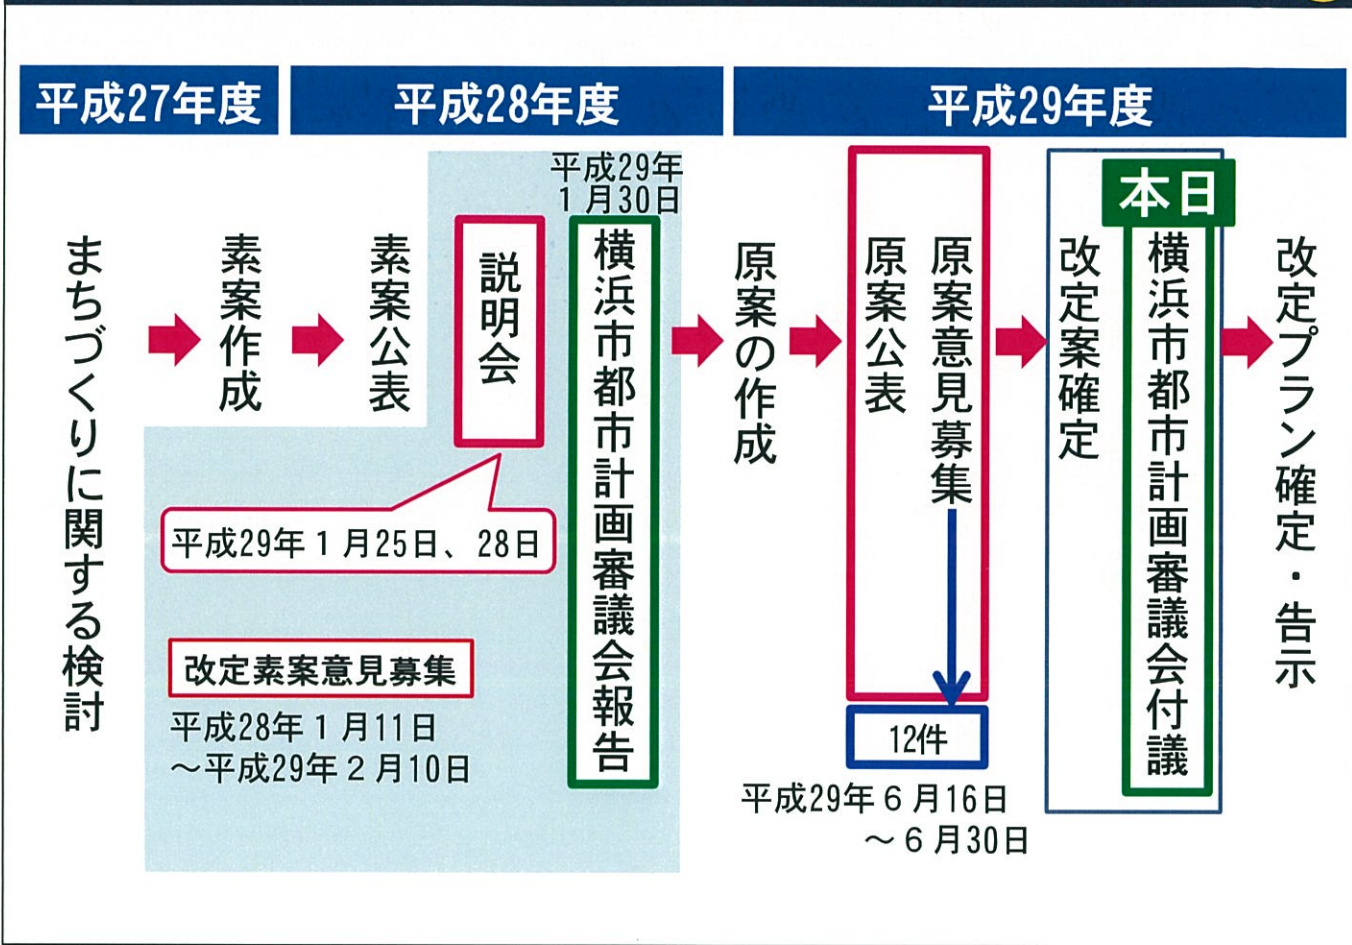 平成27年度
平成28年度
平成29年度
まちづくりに関する検討
素案作成
素案公表
説明会
平成29年
1月30日
横浜市都市計画審議会報告
平成29年1月25日、28日
改定素案意見募集
平成28年1月11日
～平成29年2月10日
原案の作成
原案公表
原案意見募集
12件
平成29年6月16日
～6月30日
改定案確定
本日
横浜市都市計画審議会付議
改定プラン確定・告示